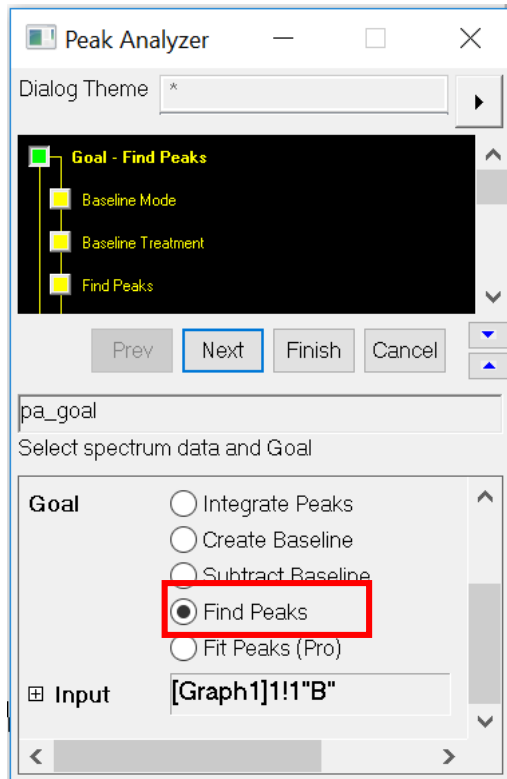 Peak Analyzer
Dialog Theme *
Goal - Find Peaks
Baseline Mode
Baseline Treatment
Find Peaks
Prev Next Finish Cancel
pa_goal
Select spectrum data and Goal
Goal Integrate Peaks
Create Baseline
Subtract Baseline
Find Peaks
Fit Peaks (Pro)
Input [Graph1]1!1"B"